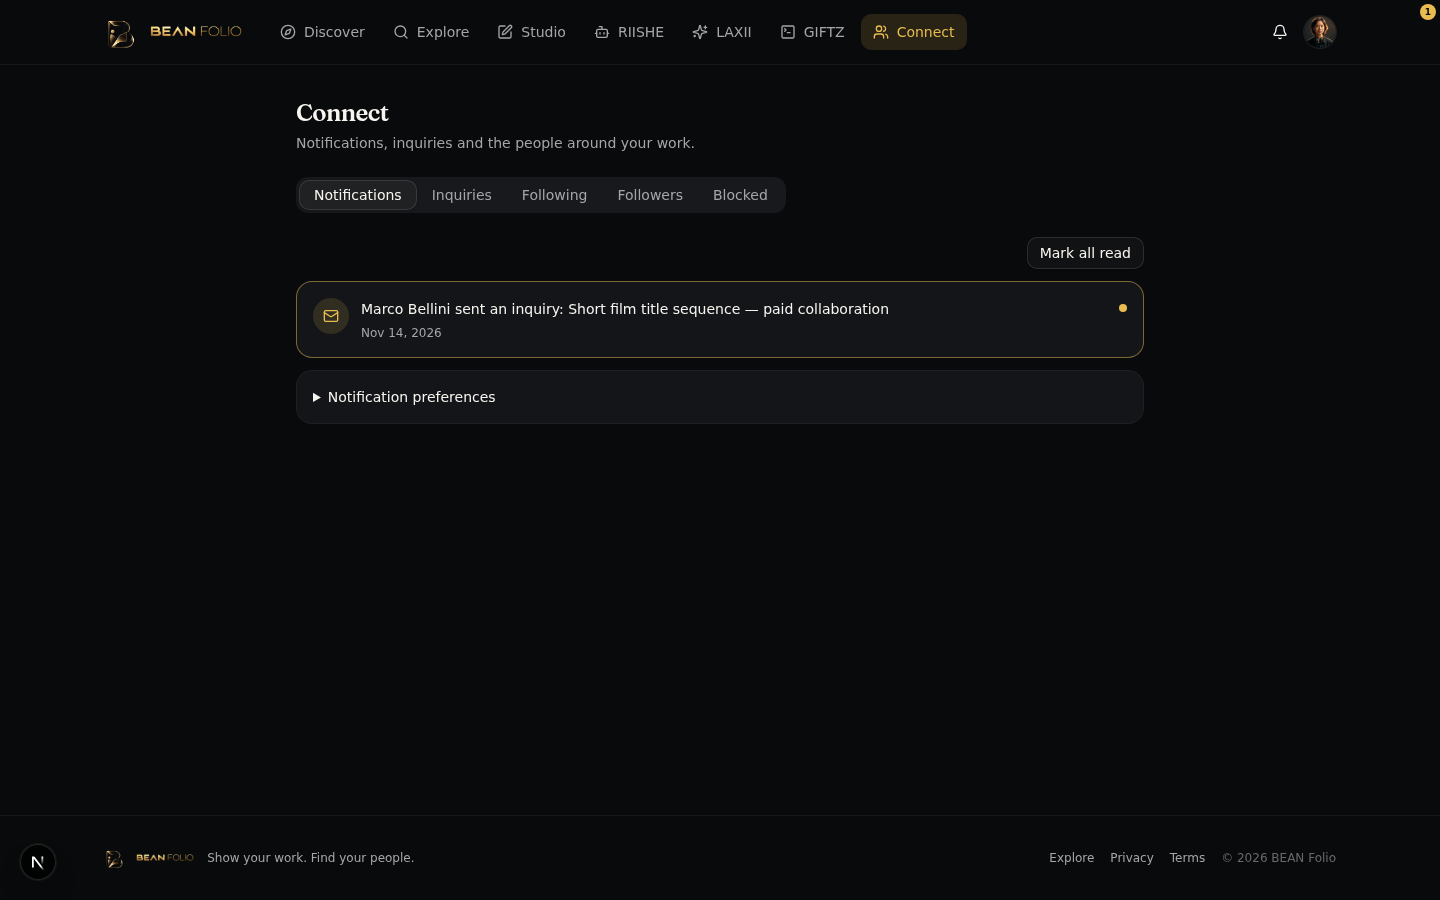 BEAN FOLIO
Discover
Explore
Studio
RIISHE
LAXII
GIFTZ
Connect
1
Connect
Notifications, inquiries and the people around your work.
Notifications
Inquiries
Following
Followers
Blocked
Mark all read
Marco Bellini sent an inquiry: Short film title sequence — paid collaboration
Nov 14, 2026
Notification preferences
BEAN FOLIO
Show your work. Find your people.
Explore
Privacy
Terms
© 2026 BEAN Folio
N